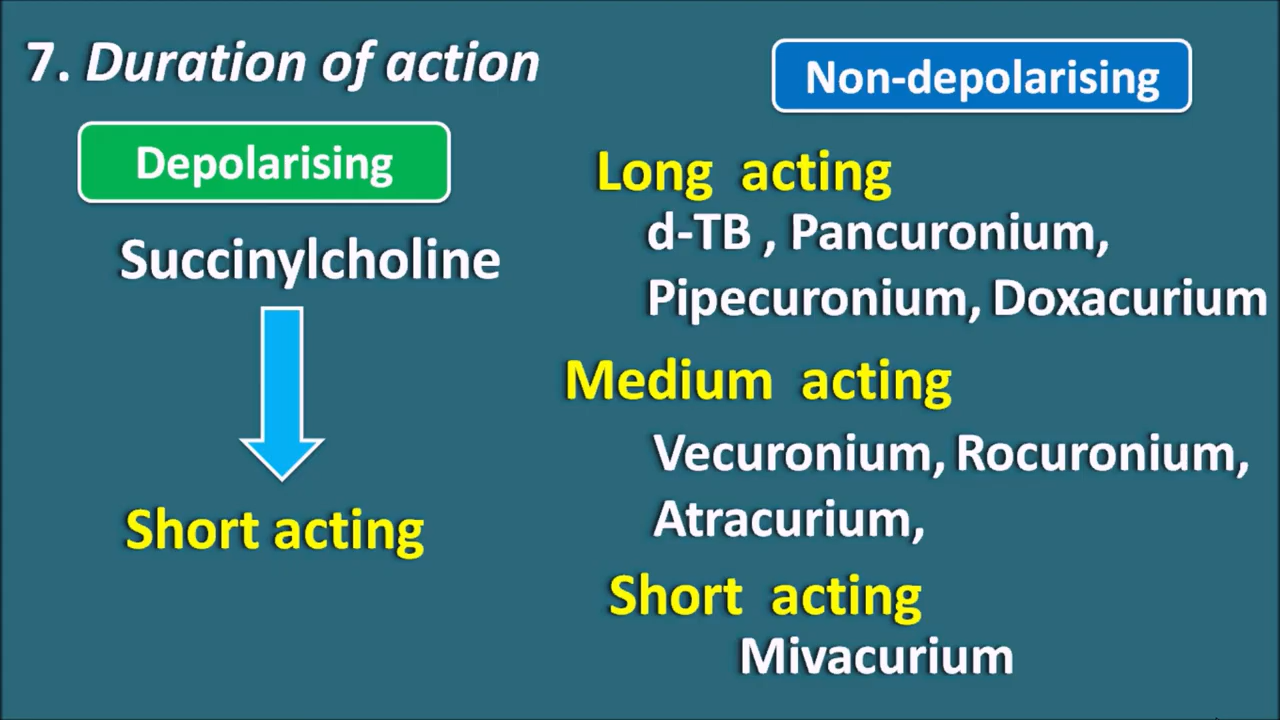 7. Duration of action
Depolarising
Succinylcholine
Short acting
Non-depolarising
Long acting
d-TB , Pancuronium,
Pipecuronium, Doxacurium
Medium acting
Vecuronium, Rocuronium,
Atracurium,
Short acting
Mivacurium